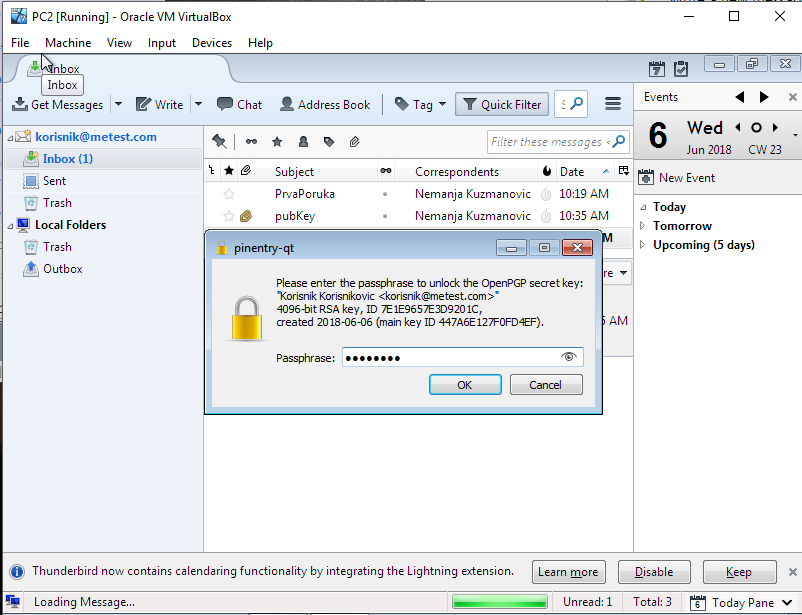 PC2 [Running] - Oracle VM VirtualBox
File Machine View Input Devices Help
Inbox
Inbox
Get Messages Write Chat Address Book Tag Quick Filter
Events
Filter these messages <
6 Wed
Jun 2018 CW 23
New Event
Today
Tomorrow
Upcoming (5 days)
korisnik@metest.com
Inbox (1)
Sent
Trash
Local Folders
Trash
Outbox
Subject Correspondents Date
PrvaPoruka Nemanja Kuzmanovic 10:19 AM
pubKey Nemanja Kuzmanovic 10:35 AM
M
re
5 AM
pinentry-qt
Please enter the passphrase to unlock the OpenPGP secret key:
"Korisnik Korisnikovic <korisnik@metest.com>"
4096-bit RSA key, ID 7E1E9657E3D9201C,
created 2018-06-06 (main key ID 447A6E127F0FD4EF).
Passphrase: ●●●●●●●●
OK Cancel
Thunderbird now contains calendaring functionality by integrating the Lightning extension. Learn more Disable Keep
Loading Message... Unread: 1 Total: 3 6 Today Pane